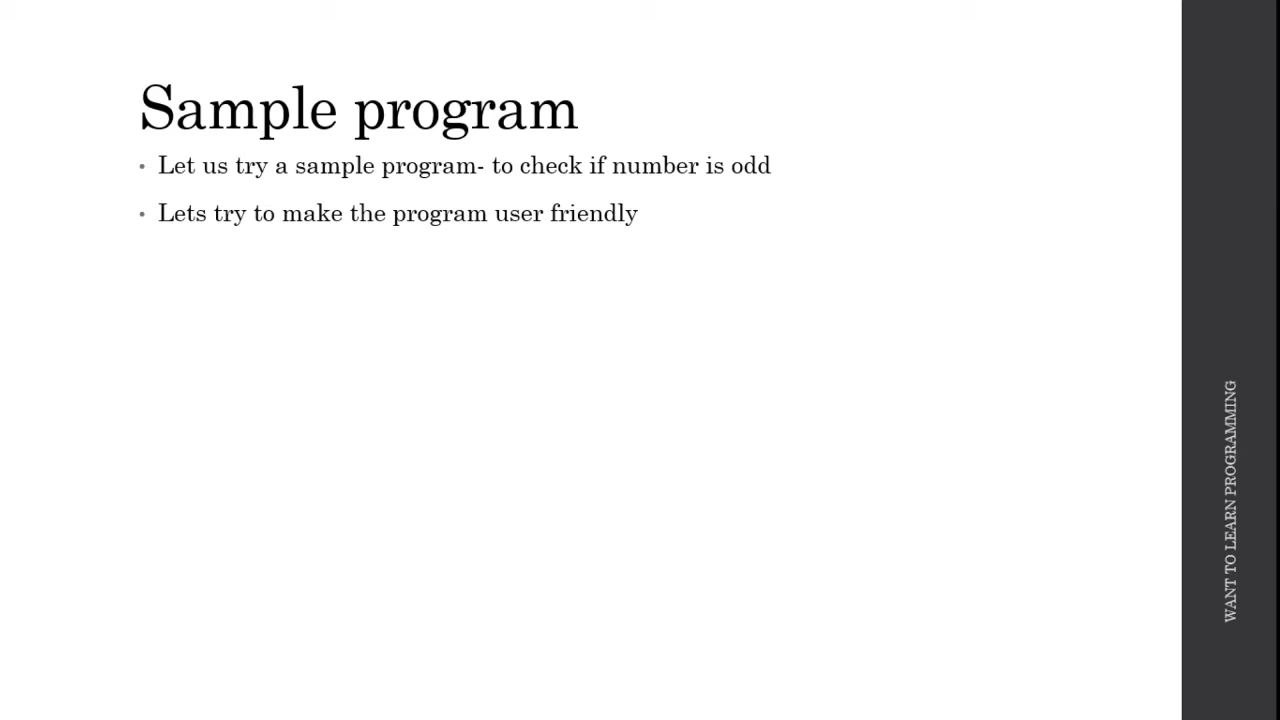 Sample program
• Let us try a sample program- to check if number is odd
• Lets try to make the program user friendly
WANT TO LEARN PROGRAMMING